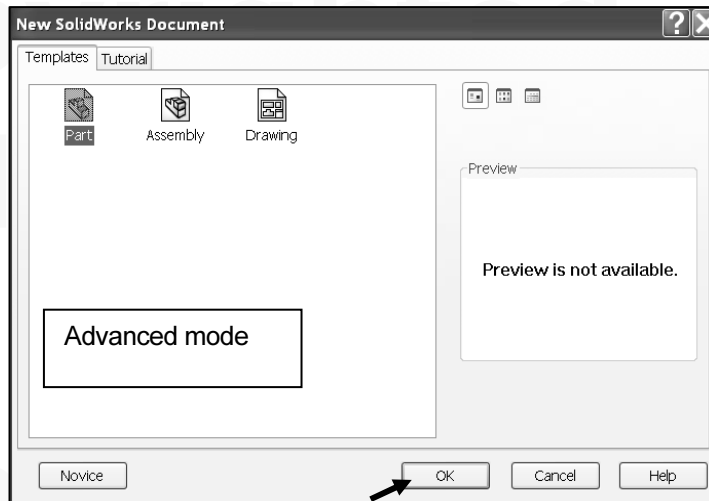 New SolidWorks Document
Templates Tutorial
Part Assembly Drawing
Preview
Preview is not available.
Advanced mode
Novice OK Cancel Help